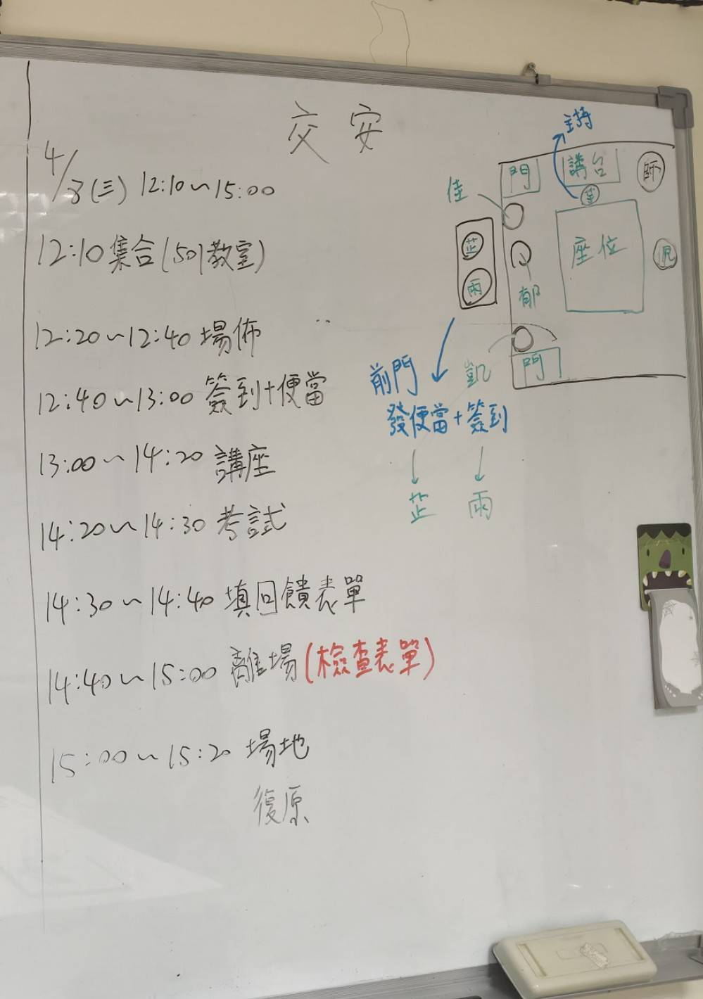 交安
4/8(三) 12:10~15:00
12:10 集合(501教室)
12:20~12:40 場佈
12:40~13:00 簽到+便當
13:00~14:20 講座
14:20~14:30 考試
14:30~14:40 填回饋表單
14:40~15:00 離場(檢查表單)
15:00~15:20 場地
復原
主持
門 講台 師
佳
芷
座位
雨
郁
凱
門
前門
發便當+簽到
芷 雨